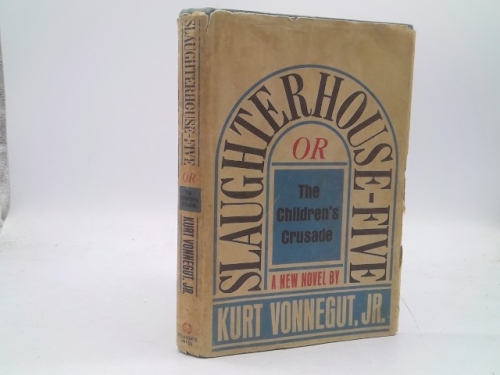 SLAUGHTERHOUSE-FIVE
OR
The
Children's
Crusade
A NEW NOVEL BY
KURT VONNEGUT, JR.
SLAUGHTERHOUSE-FIVE
OR
KURT VONNEGUT, JR.